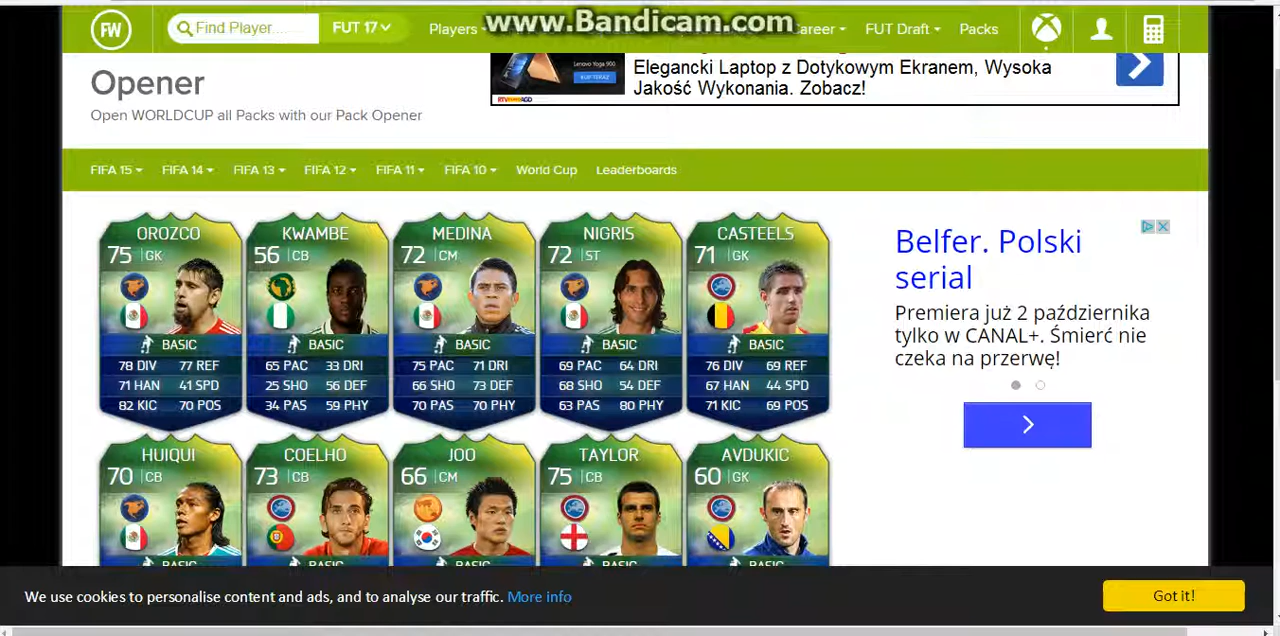 www.Bandicam.com
FW
Find Player...
FUT 17
Players
Career
FUT Draft
Packs
Opener
Open WORLDCUP all Packs with our Pack Opener
Elegancki Laptop z Dotykowym Ekranem, Wysoka
Jakość Wykonania. Zobacz!
FIFA 15 FIFA 14 FIFA 13 FIFA 12 FIFA 11 FIFA 10 World Cup Leaderboards
OROZCO
75 GK
BASIC
78 DIV 77 REF
71 HAN 41 SPD
82 KIC 70 POS
KWAMBE
56 CB
BASIC
65 PAC 33 DRI
25 SHO 56 DEF
34 PAS 59 PHY
MEDINA
72 CM
BASIC
75 PAC 71 DRI
66 SHO 73 DEF
70 PAS 70 PHY
NIGRIS
72 ST
BASIC
69 PAC 64 DRI
68 SHO 54 DEF
63 PAS 80 PHY
CASTEELS
71 GK
BASIC
76 DIV 69 REF
67 HAN 44 SPD
71 KIC 69 POS
HUIQUI
70 CB
BASIC
COELHO
73 CB
BASIC
JOO
66 CM
BASIC
TAYLOR
75 CB
BASIC
AVDUKIC
60 GK
BASIC
Belfer. Polski
serial
Premiera już 2 października
tylko w CANAL+. Śmierć nie
czeka na przerwę!
We use cookies to personalise content and ads, and to analyse our traffic. More info
Got it!